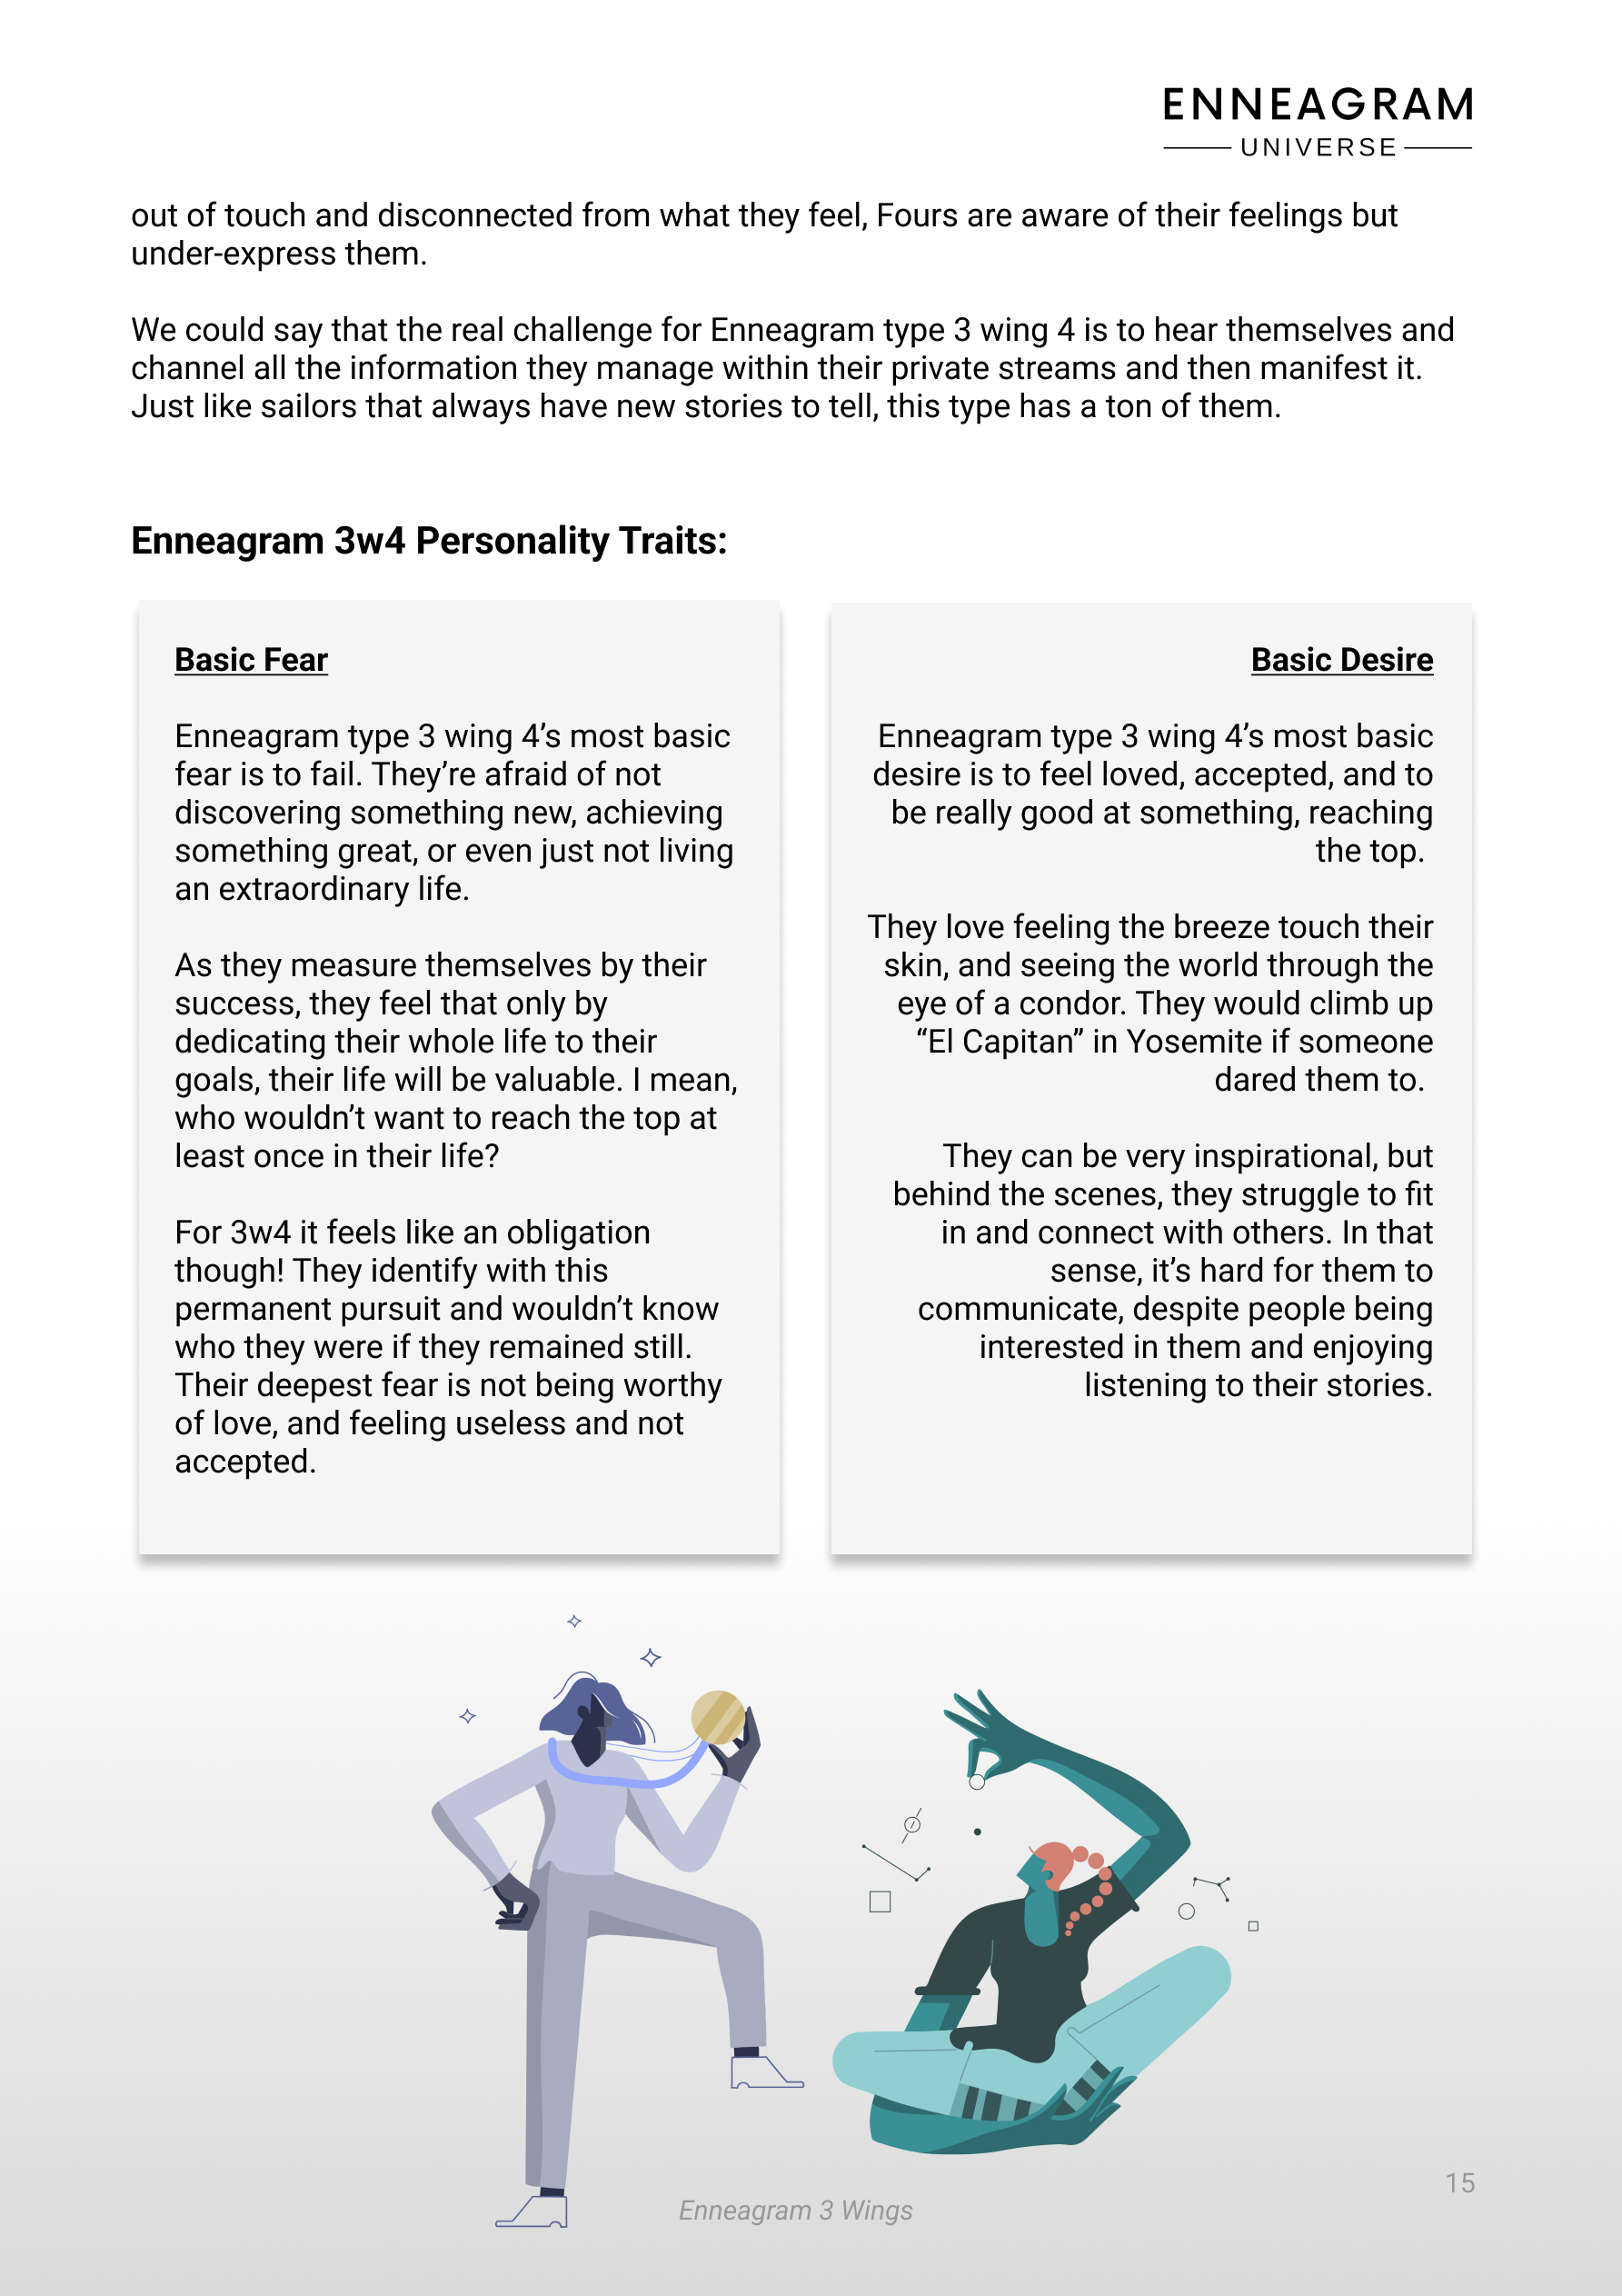 ENNEAGRAM
UNIVERSE
out of touch and disconnected from what they feel, Fours are aware of their feelings but
under-express them.
We could say that the real challenge for Enneagram type 3 wing 4 is to hear themselves and
channel all the information they manage within their private streams and then manifest it.
Just like sailors that always have new stories to tell, this type has a ton of them.
Enneagram 3w4 Personality Traits:
Basic Fear
Enneagram type 3 wing 4’s most basic
fear is to fail. They’re afraid of not
discovering something new, achieving
something great, or even just not living
an extraordinary life.
As they measure themselves by their
success, they feel that only by
dedicating their whole life to their
goals, their life will be valuable. I mean,
who wouldn’t want to reach the top at
least once in their life?
For 3w4 it feels like an obligation
though! They identify with this
permanent pursuit and wouldn’t know
who they were if they remained still.
Their deepest fear is not being worthy
of love, and feeling useless and not
accepted.
Basic Desire
Enneagram type 3 wing 4’s most basic
desire is to feel loved, accepted, and to
be really good at something, reaching
the top.
They love feeling the breeze touch their
skin, and seeing the world through the
eye of a condor. They would climb up
“El Capitan” in Yosemite if someone
dared them to.
They can be very inspirational, but
behind the scenes, they struggle to fit
in and connect with others. In that
sense, it’s hard for them to
communicate, despite people being
interested in them and enjoying
listening to their stories.
15
Enneagram 3 Wings